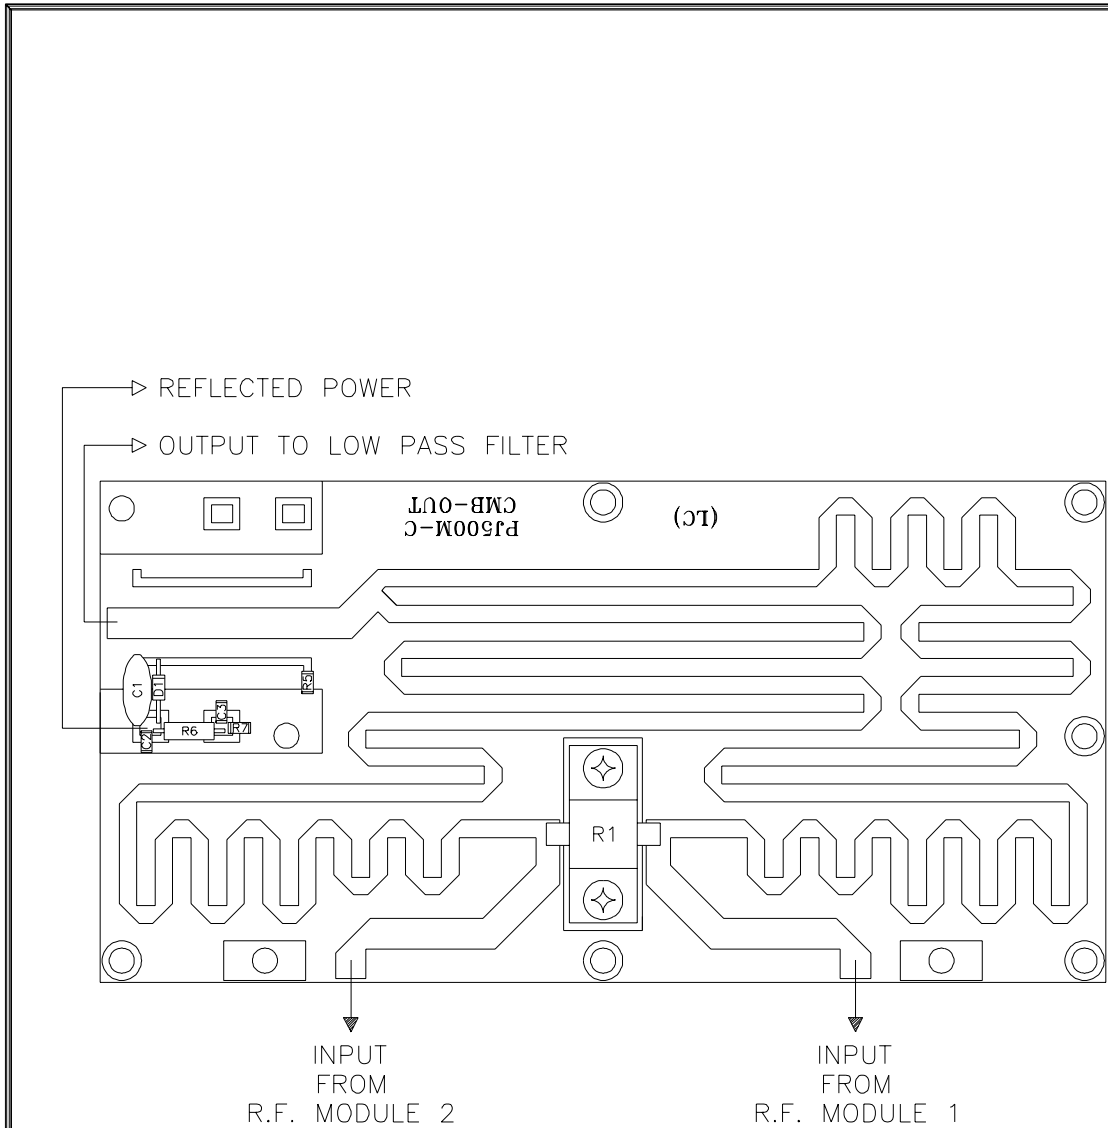 REFLECTED POWER
OUTPUT TO LOW PASS FILTER
PJ500M-C
CMB-OUT
(LC)
C1
D1
R5
C2
R6
C3
R7
R1
INPUT
FROM
R.F. MODULE 2
INPUT
FROM
R.F. MODULE 1